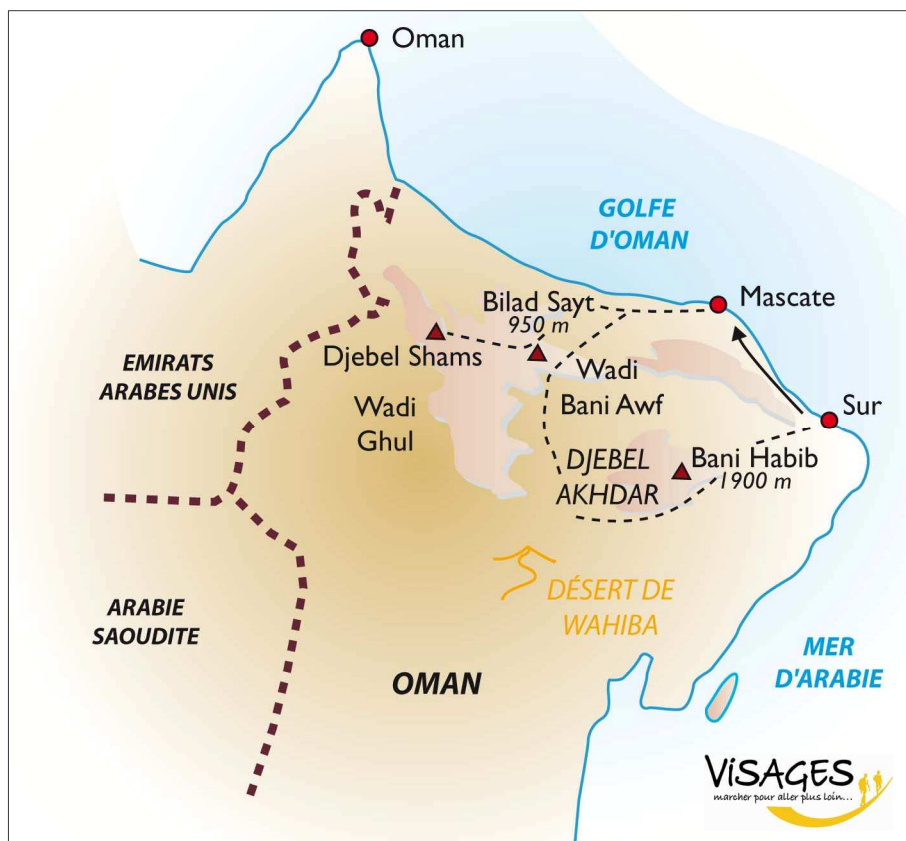 Oman
GOLFE
D'OMAN
Bilad Sayt
950 m
Mascate
Djebel Shams
EMIRATS
ARABES UNIS
Wadi
Bani Awf
Wadi
Ghul
Sur
DJEBEL
AKHDAR
Bani Habib
1900 m
DÉSERT DE
WAHIBA
ARABIE
SAOUDITE
OMAN
MER
D'ARABIE
ViSAGES
marcher pour aller plus loin...